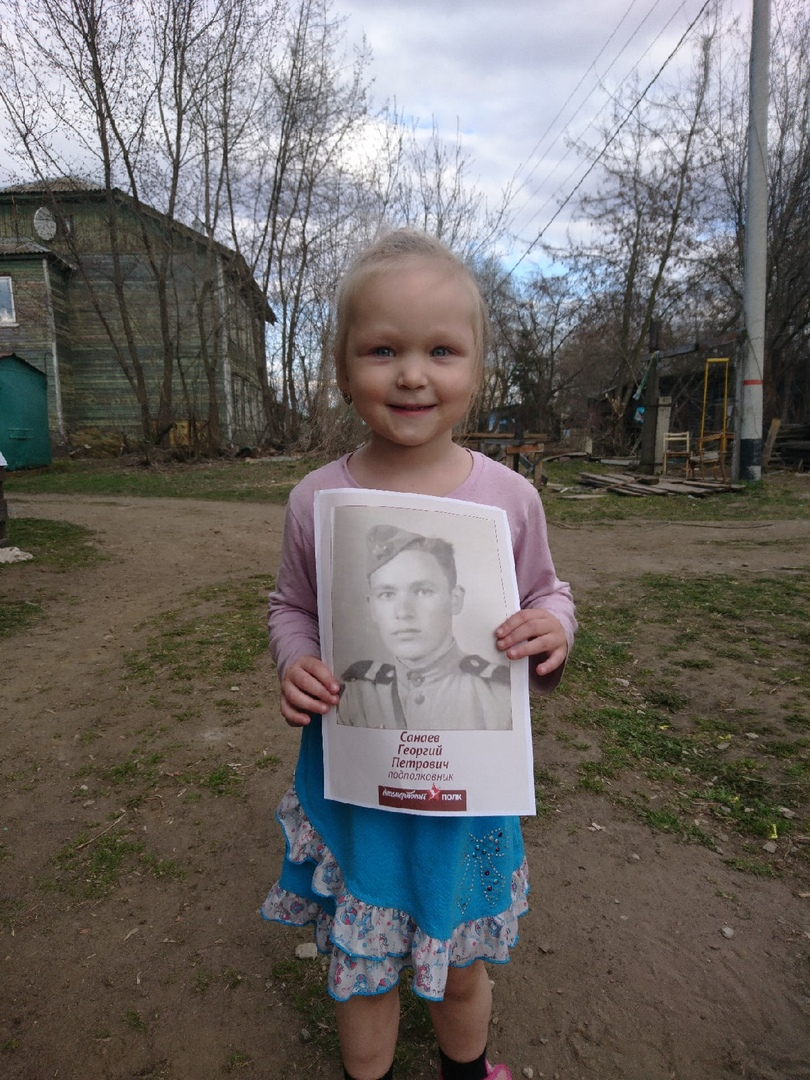 Санаев
Георгий
Петрович
подполковник
бессмертный полк